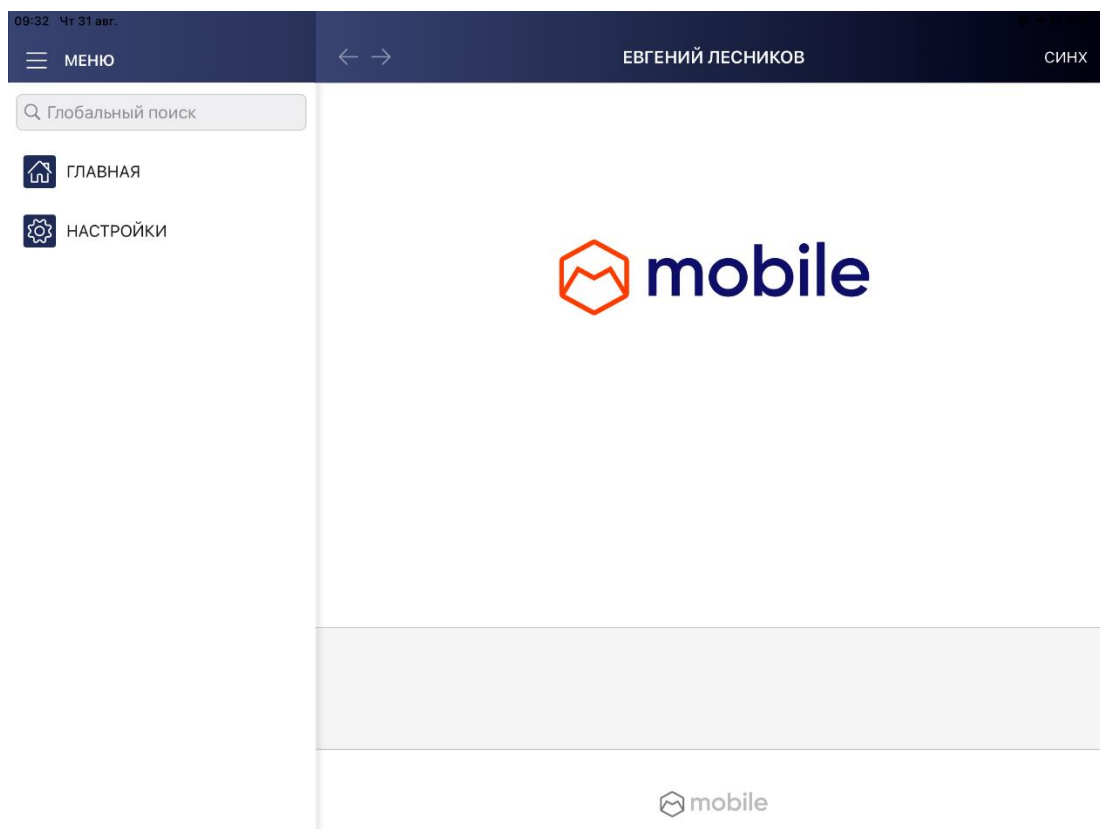 09:32 Чт 31 авг.
МЕНЮ
ЕВГЕНИЙ ЛЕСНИКОВ
СИНХ
Глобальный поиск
ГЛАВНАЯ
НАСТРОЙКИ
mobile
mobile